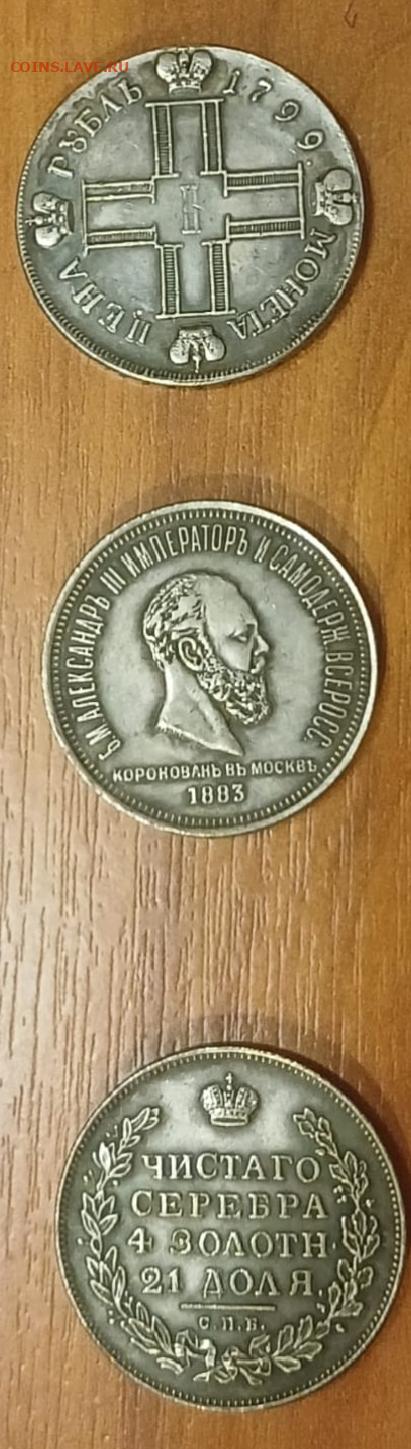 COINS.LAVE.RU
МОНЕТА ЦЕНА РУБЛЬ 1799.
Б.М.АЛЕКСАНДРЪ III ИМПЕРАТОРЪ И САМОДЕРЖ.ВСЕРОСС.
КОРОНОВАНЪ ВЪ МОСКВѢ
1883
ЧИСТАГО
СЕРЕБРА
4 ЗОЛОТН.
21 ДОЛЯ.
С.П.Б.